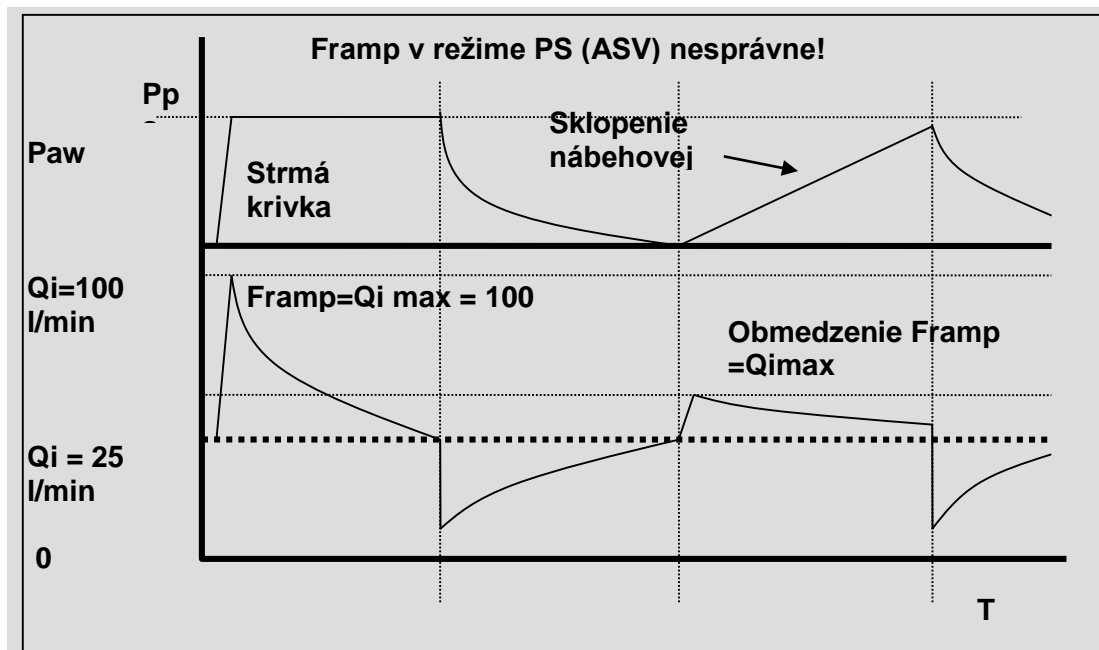 Framp v režime PS (ASV) nesprávne!
Pp
Paw
Strmá
krivka
Sklopenie
nábehovej
Qi=100
l/min
Framp=Qi max = 100
Obmedzenie Framp
=Qimax
Qi = 25
l/min
0
T